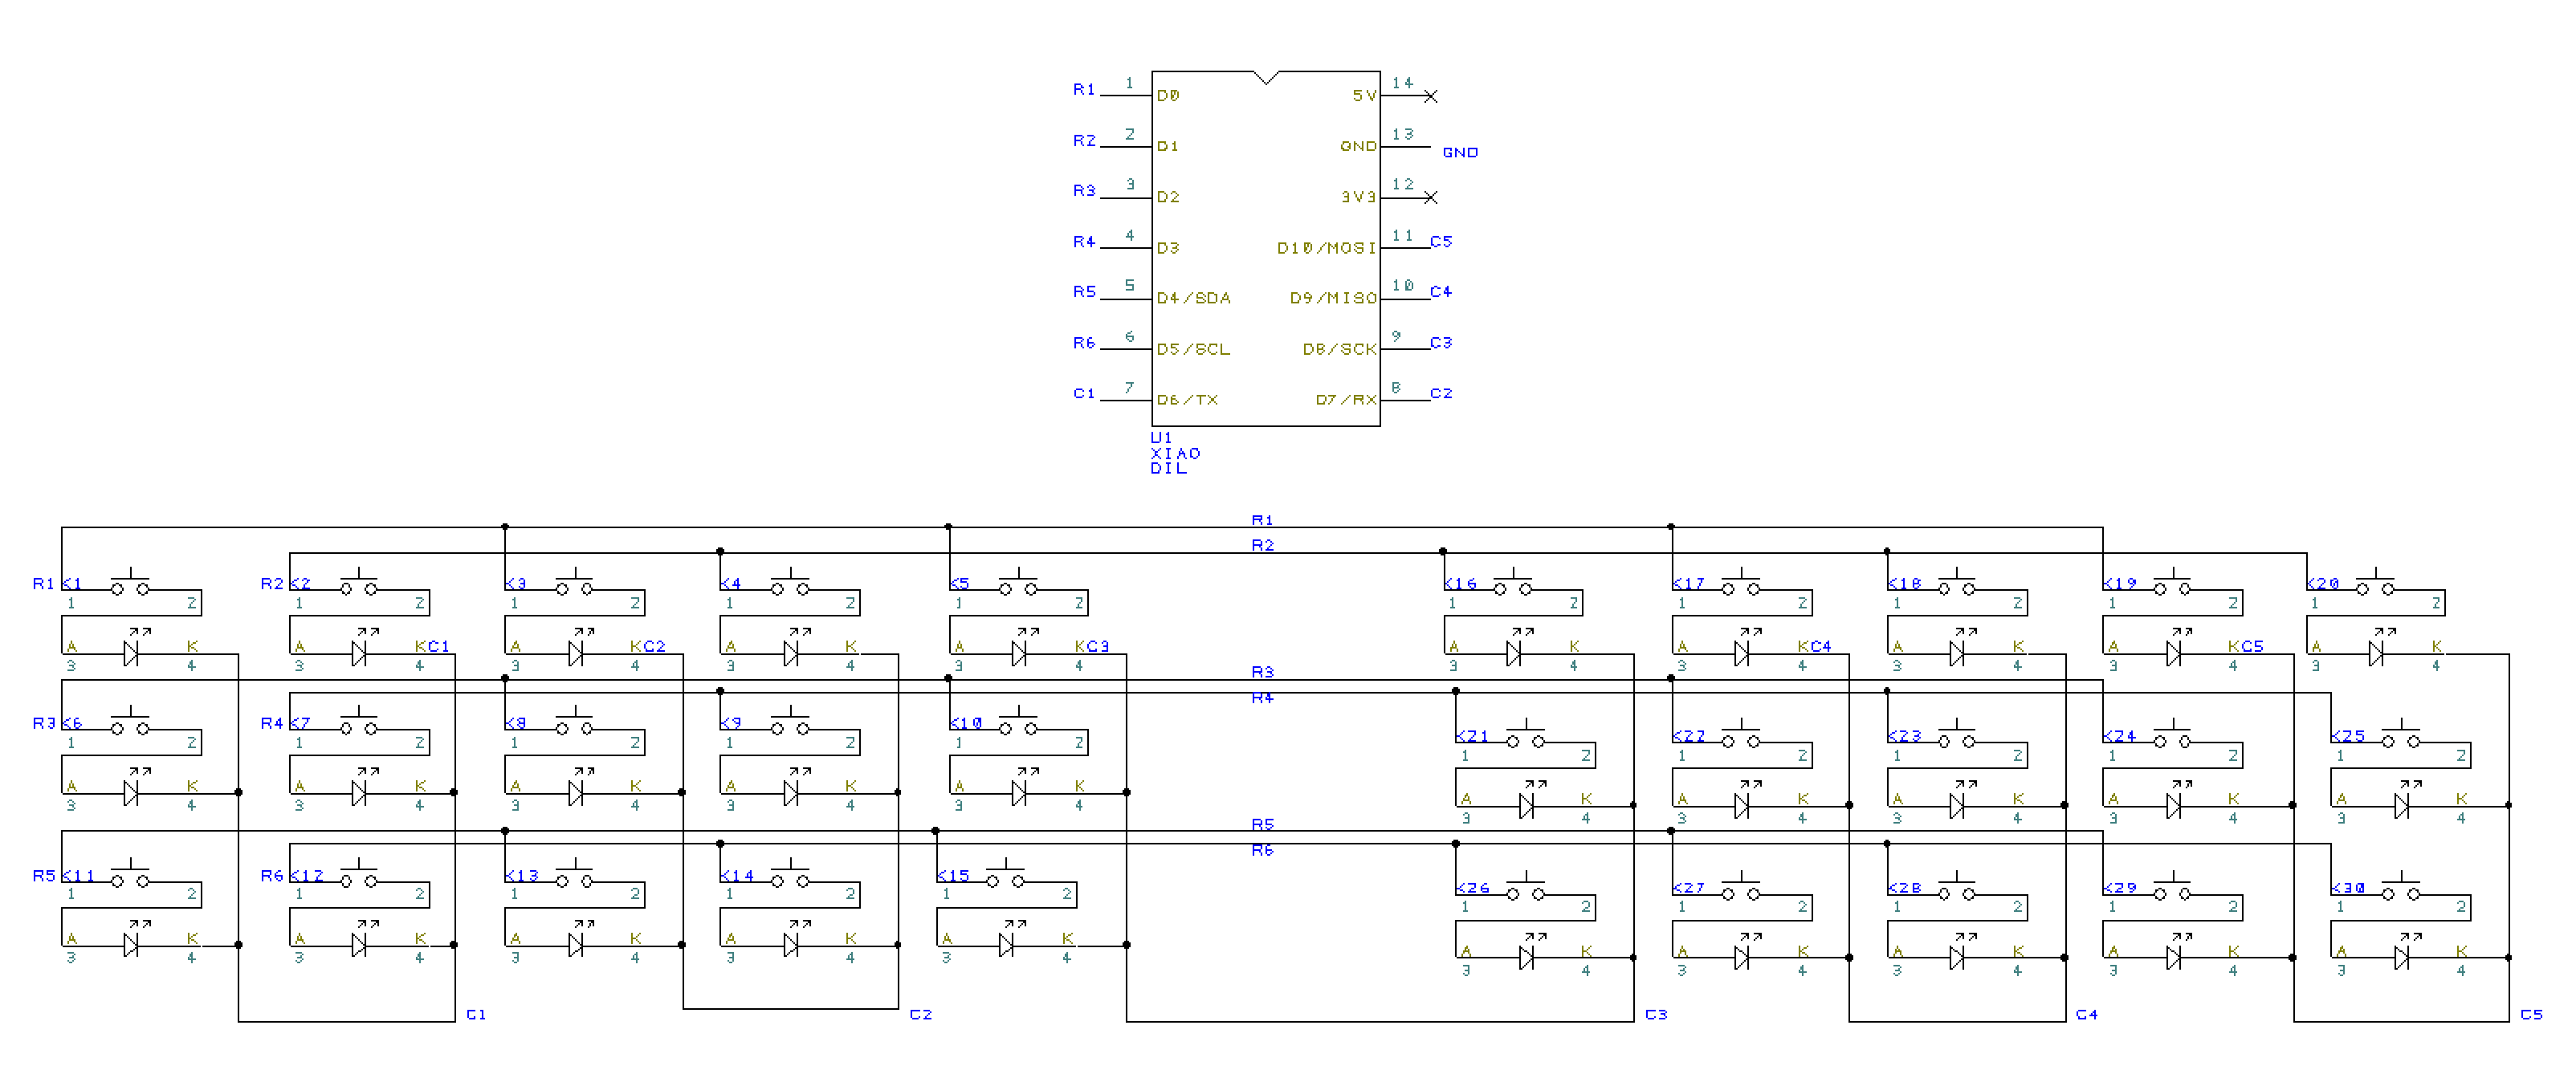 R1 1 D0 5V 14
R2 2 D1 GND 13 GND
R3 3 D2 3V3 12
R4 4 D3 D10/MOSI 11 C5
R5 5 D4/SDA D9/MISO 10 C4
R6 6 D5/SCL D8/SCK 9 C3
C1 7 D6/TX D7/RX 8 C2
U1
XIAO
DIL
R1
R2
R1 K1 R2 K2 K3 K4 K5 K16 K17 K18 K19 K20
1 2 1 2 1 2 1 2 1 2 1 2 1 2 1 2 1 2 1 2
A K A K C1 A K C2 A K A K C3 A K A K C4 A K A K C5 A K
3 4 3 4 3 4 3 4 3 4 3 4 3 4 3 4 3 4 3 4
R3
R4
R3 K6 R4 K7 K8 K9 K10 K21 K22 K23 K24 K25
1 2 1 2 1 2 1 2 1 2 1 2 1 2 1 2 1 2 1 2
A K A K A K A K A K A K A K A K A K A K
3 4 3 4 3 4 3 4 3 4 3 4 3 4 3 4 3 4 3 4
R5
R6
R5 K11 R6 K12 K13 K14 K15 K26 K27 K28 K29 K30
1 2 1 2 1 2 1 2 1 2 1 2 1 2 1 2 1 2 1 2
A K A K A K A K A K A K A K A K A K A K
3 4 3 4 3 4 3 4 3 4 3 4 3 4 3 4 3 4 3 4
C1 C2 C3 C4 C5